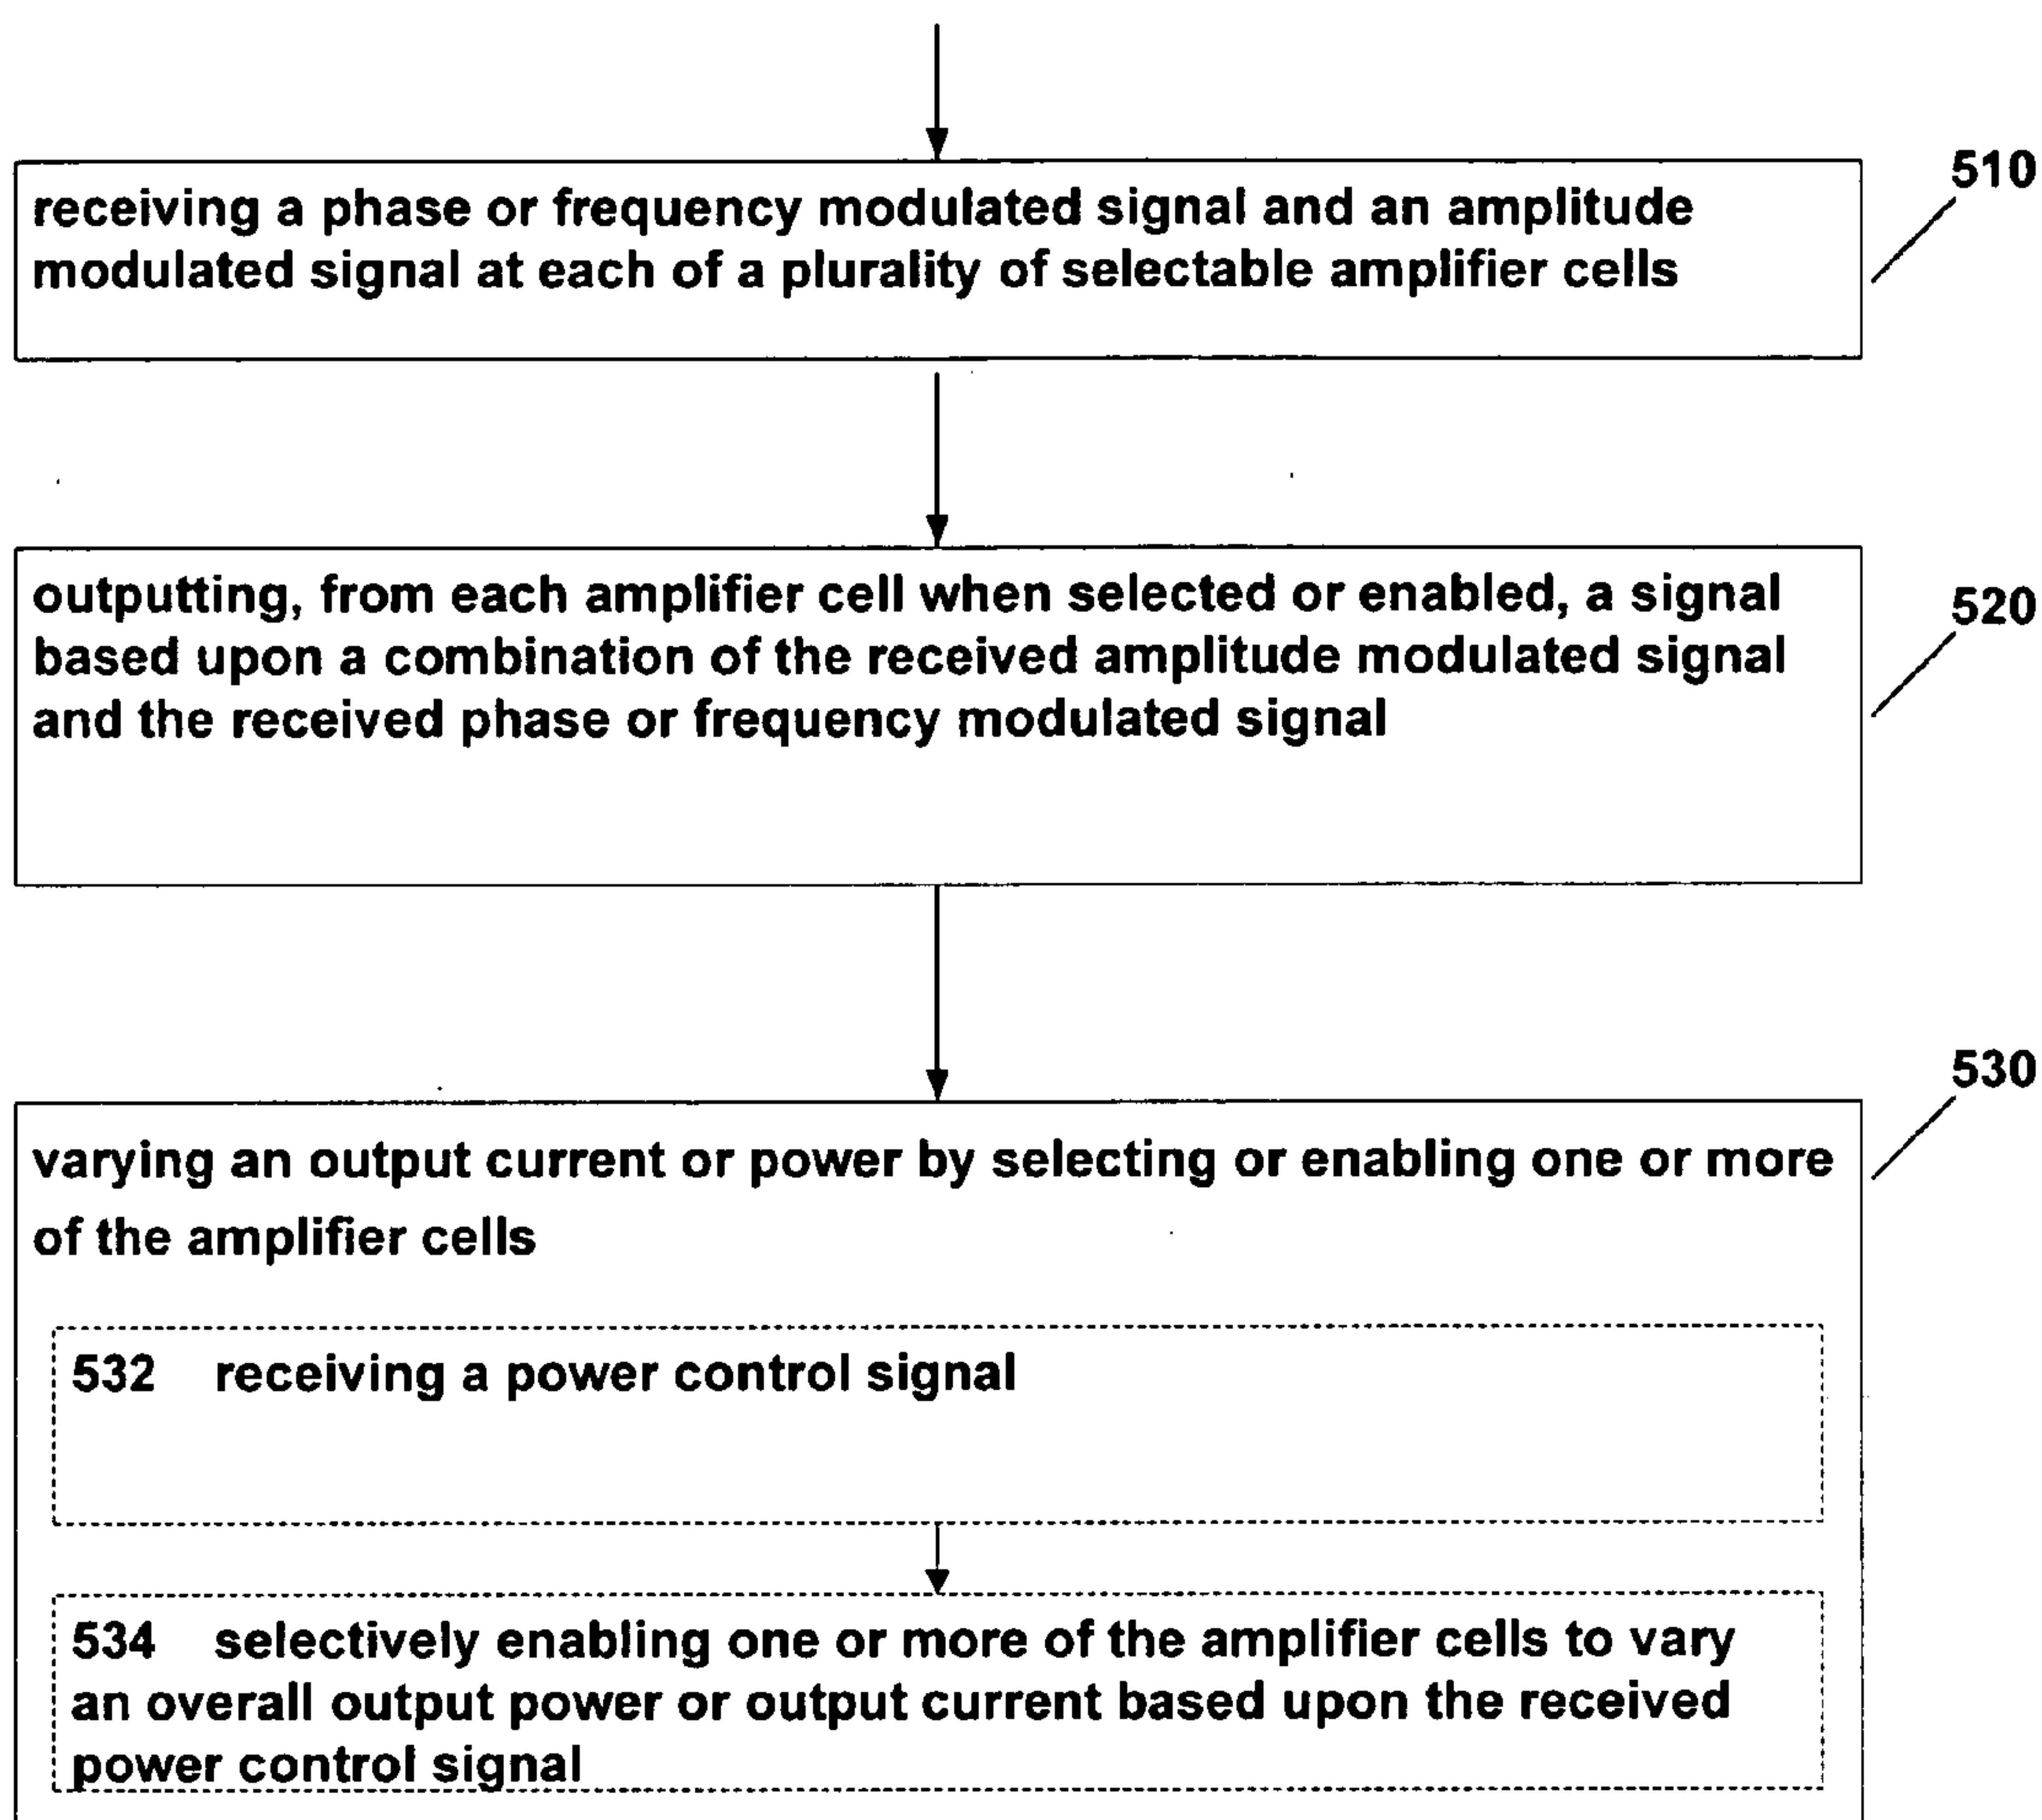 510
receiving a phase or frequency modulated signal and an amplitude
modulated signal at each of a plurality of selectable amplifier cells
520
outputting, from each amplifier cell when selected or enabled, a signal
based upon a combination of the received amplitude modulated signal
and the received phase or frequency modulated signal
530
varying an output current or power by selecting or enabling one or more
of the amplifier cells
532 receiving a power control signal
534 selectively enabling one or more of the amplifier cells to vary
an overall output power or output current based upon the received
power control signal